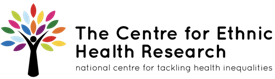 The Centre for Ethnic
Health Research
national centre for tackling health inequalities